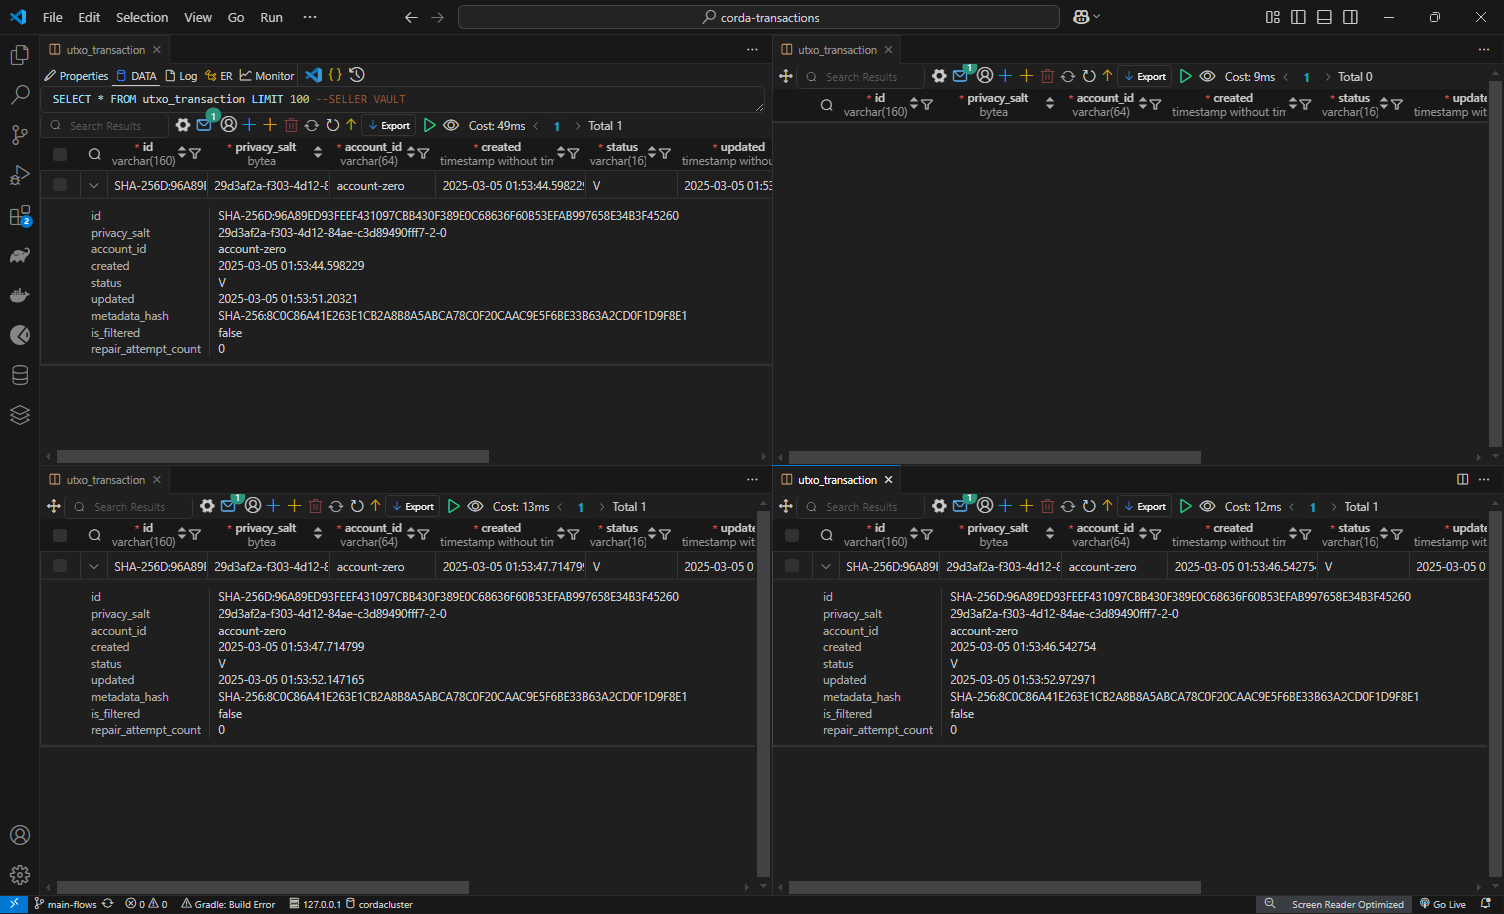 File Edit Selection View Go Run ··· corda-transactions
utxo_transaction
Properties DATA Log ER Monitor
SELECT * FROM utxo_transaction LIMIT 100 --SELLER VAULT
Search Results 1 Export Cost: 49ms 1 Total 1
* id * privacy_salt * account_id * created * status * updated
varchar(160) bytea varchar(64) timestamp without tim varchar(16) timestamp withou
29d3af2a-f303-4d12-8 account-zero 2025-03-05 01:53:44.598229 V 2025-03-05 01:53
id SHA-256D:96A89ED93FEEF431097CBB430F389E0C68636F60B53EFAB997658E34B3F45260
privacy_salt 29d3af2a-f303-4d12-84ae-c3d89490fff7-2-0
account_id account-zero
created 2025-03-05 01:53:44.598229
status V
updated 2025-03-05 01:53:51.20321
metadata_hash SHA-256:8C0C86A41E263E1CB2A8B8A5ABCA78C0F20CAAC9E5F6BE33B63A2CD0F1D9F8E1
is_filtered false
repair_attempt_count 0
utxo_transaction
Search Results 1 Export Cost: 9ms 1 Total 0
* id * privacy_salt * account_id * created * status * update
varchar(160) bytea varchar(64) timestamp without tim varchar(16) timestamp wit
utxo_transaction
Search Results 1 Export Cost: 13ms 1 Total 1
* id * privacy_salt * account_id * created * status * update
varchar(160) bytea varchar(64) timestamp without tim varchar(16) timestamp wit
29d3af2a-f303-4d12-8 account-zero 2025-03-05 01:53:47.714799 V 2025-03-05 0
id SHA-256D:96A89ED93FEEF431097CBB430F389E0C68636F60B53EFAB997658E34B3F45260
privacy_salt 29d3af2a-f303-4d12-84ae-c3d89490fff7-2-0
account_id account-zero
created 2025-03-05 01:53:47.714799
status V
updated 2025-03-05 01:53:52.147165
metadata_hash SHA-256:8C0C86A41E263E1CB2A8B8A5ABCA78C0F20CAAC9E5F6BE33B63A2CD0F1D9F8E1
is_filtered false
repair_attempt_count 0
utxo_transaction
Search Results 1 Export Cost: 12ms 1 Total 1
* id * privacy_salt * account_id * created * status * update
varchar(160) bytea varchar(64) timestamp without tim varchar(16) timestamp wit
29d3af2a-f303-4d12-8 account-zero 2025-03-05 01:53:46.542754 V 2025-03-05 0
id SHA-256D:96A89ED93FEEF431097CBB430F389E0C68636F60B53EFAB997658E34B3F45260
privacy_salt 29d3af2a-f303-4d12-84ae-c3d89490fff7-2-0
account_id account-zero
created 2025-03-05 01:53:46.542754
status V
updated 2025-03-05 01:53:52.972971
metadata_hash SHA-256:8C0C86A41E263E1CB2A8B8A5ABCA78C0F20CAAC9E5F6BE33B63A2CD0F1D9F8E1
is_filtered false
repair_attempt_count 0
2
main-flows 0 0 Gradle: Build Error 127.0.0.1 cordacluster Screen Reader Optimized Go Live